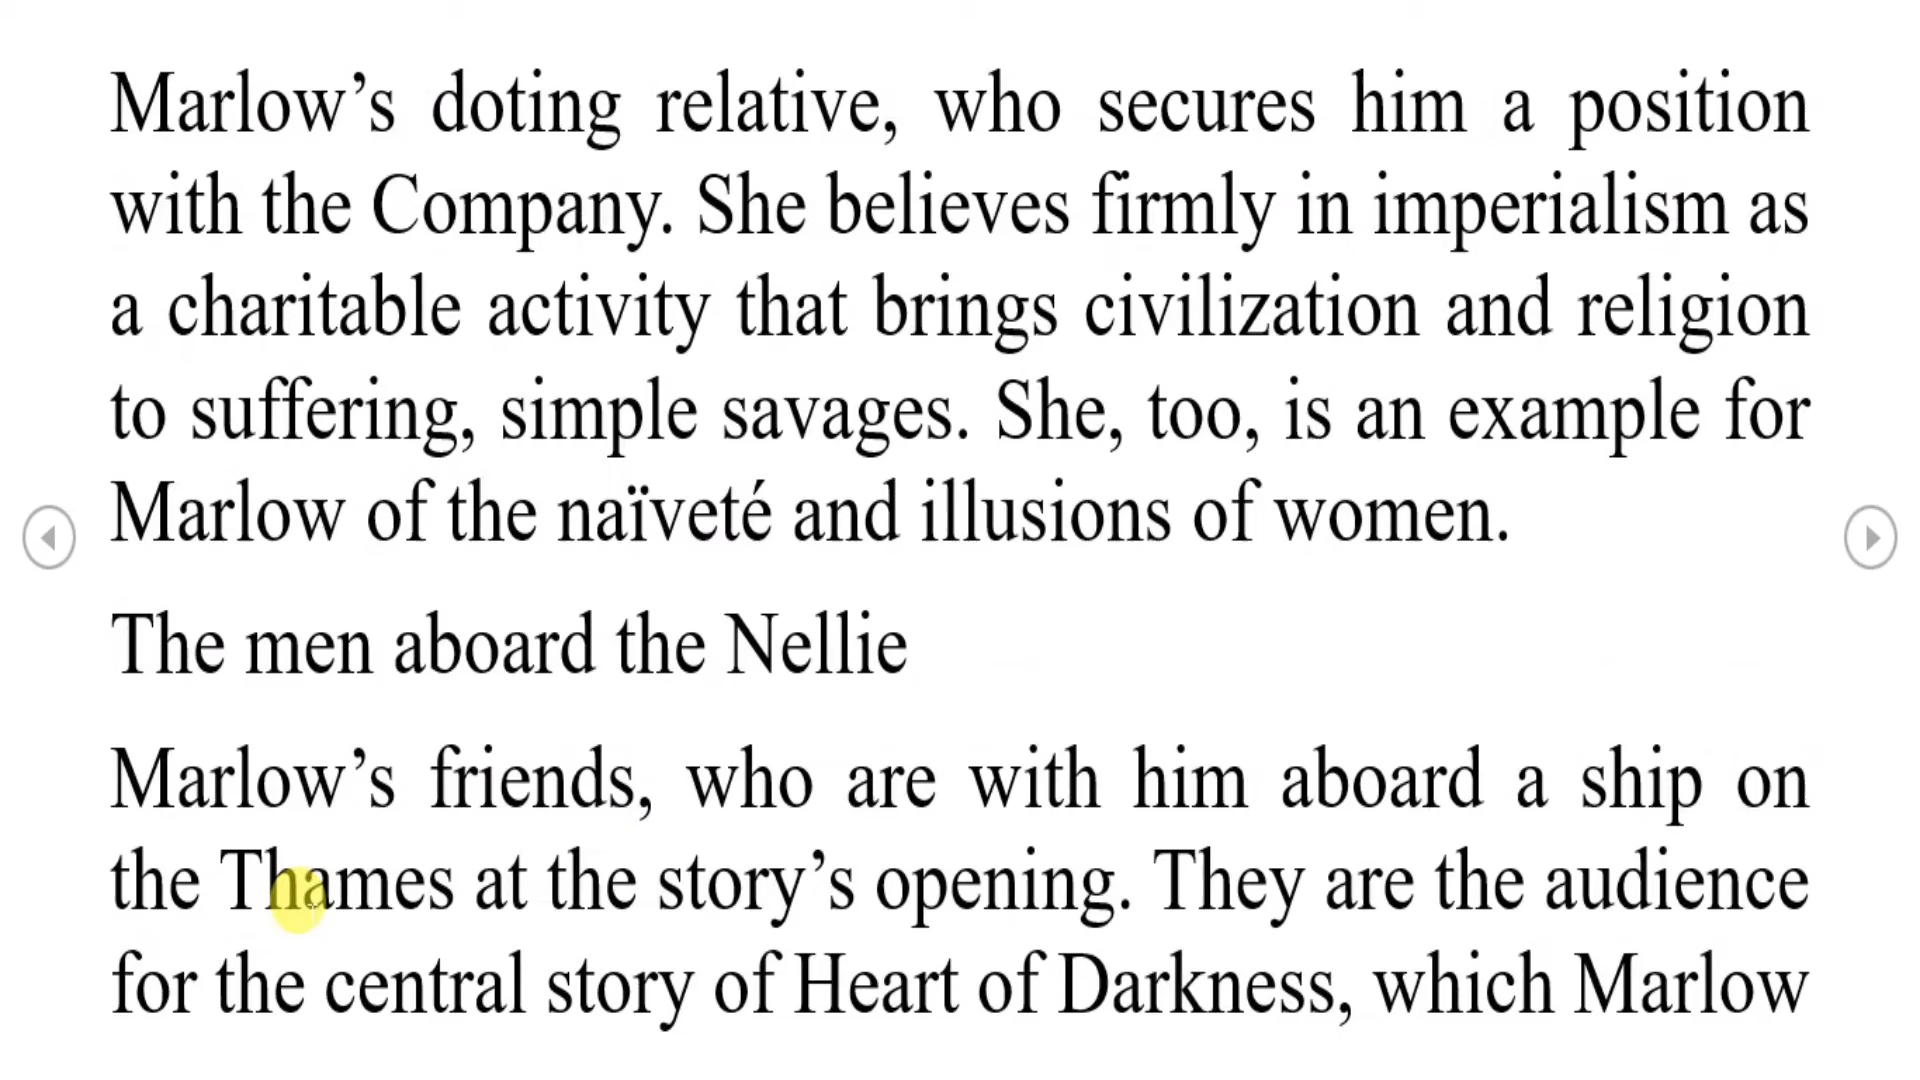 Marlow’s doting relative, who secures him a position
with the Company. She believes firmly in imperialism as
a charitable activity that brings civilization and religion
to suffering, simple savages. She, too, is an example for
Marlow of the naïveté and illusions of women.
The men aboard the Nellie
Marlow’s friends, who are with him aboard a ship on
the Thames at the story’s opening. They are the audience
for the central story of Heart of Darkness, which Marlow